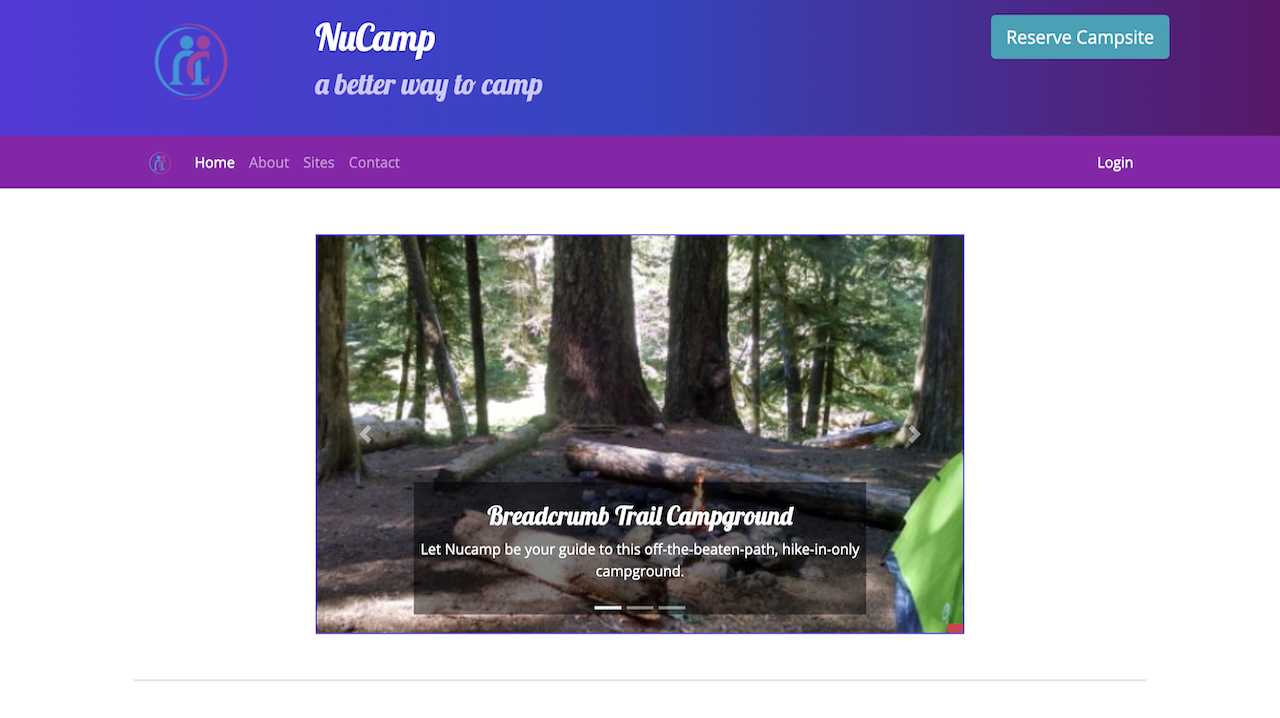 NuCamp
a better way to camp
Reserve Campsite
Home About Sites Contact Login
Breadcrumb Trail Campground
Let Nucamp be your guide to this off-the-beaten-path, hike-in-only
campground.